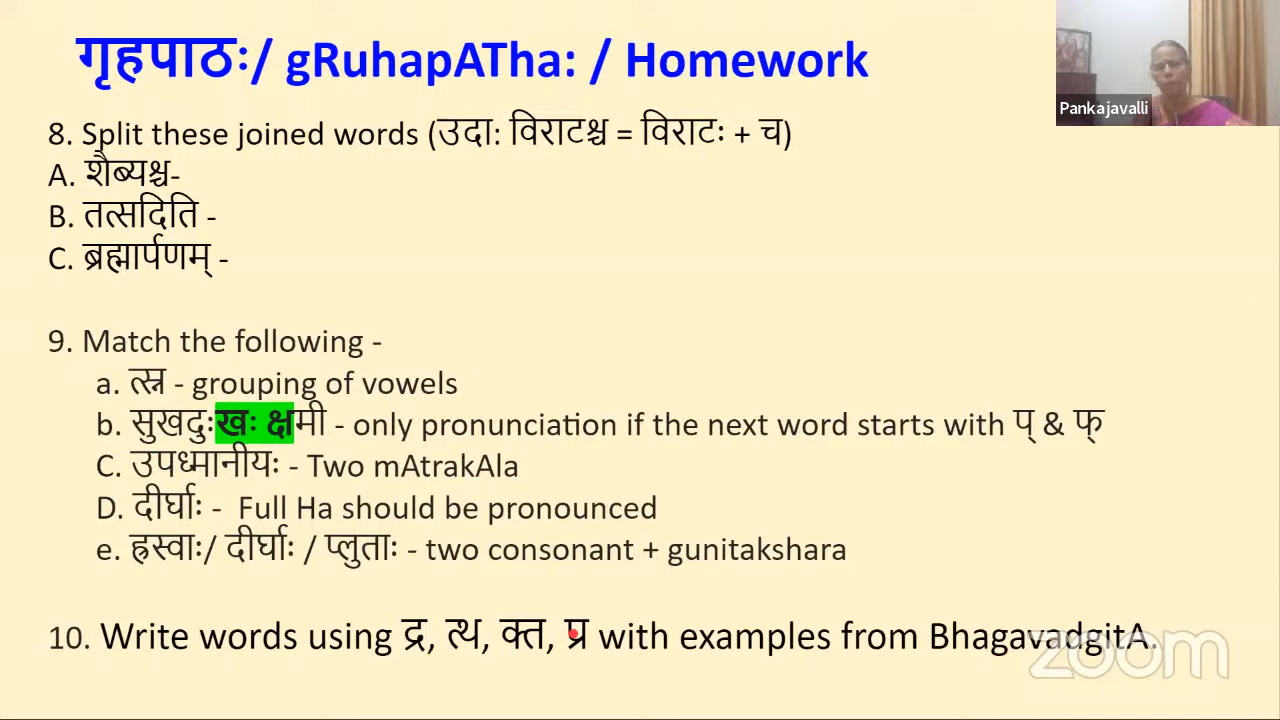 गृहपाठः/ gRuhapATha: / Homework
Pankajavalli
8. Split these joined words (उदा: विराटश्च = विराटः + च)
A. शैब्यश्च-
B. तत्सदिति -
C. ब्रह्मार्पणम् -
9. Match the following -
a. त्स्न - grouping of vowels
b. सुखदुःखः क्षमी - only pronunciation if the next word starts with प् & फ्
C. उपध्मानीयः - Two mAtrakAla
D. दीर्घाः - Full Ha should be pronounced
e. ह्रस्वाः/ दीर्घाः / प्लुताः - two consonant + gunitakshara
10. Write words using द्र, त्थ, क्त, प्र with examples from BhagavadgitA.
zoom